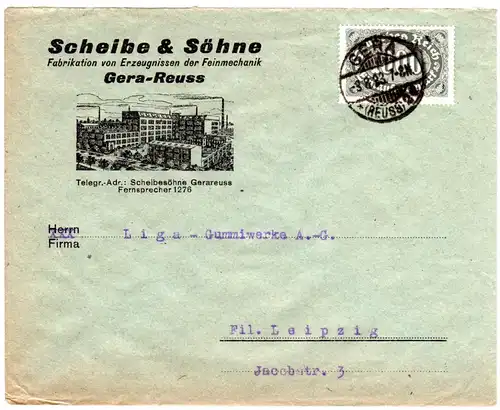 Scheibe & Söhne
Fabrikation von Erzeugnissen der Feinmechanik
Gera-Reuss
Telegr.-Adr.: Scheibesöhne Gerareuss
Fernsprecher 1276
GERA
(REUSS)
Herrn
Firma
Liga-Gummiwerke A.-G.
Fil. Leipzig
Jacobstr. 3